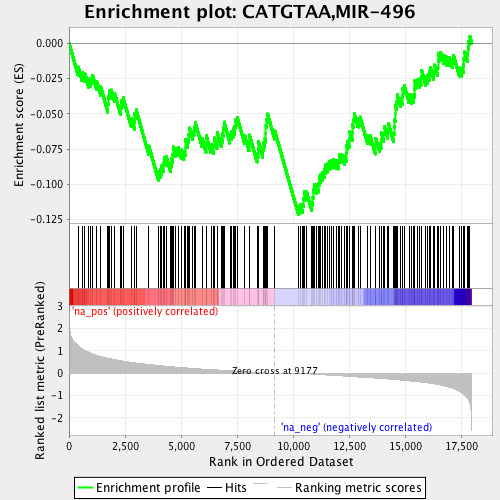 Enrichment plot: CATGTAA,MIR-496
Enrichment score (ES)
0.000
-0.025
-0.050
-0.075
-0.100
-0.125
'na_pos' (positively correlated)
Ranked list metric (PreRanked)
3
2
1
0
-1
-2
Zero cross at 9177
'na_neg' (negatively correlated)
0
2,500
5,000
7,500
10,000
12,500
15,000
17,500
Rank in Ordered Dataset
Enrichment profile
Hits
Ranking metric scores